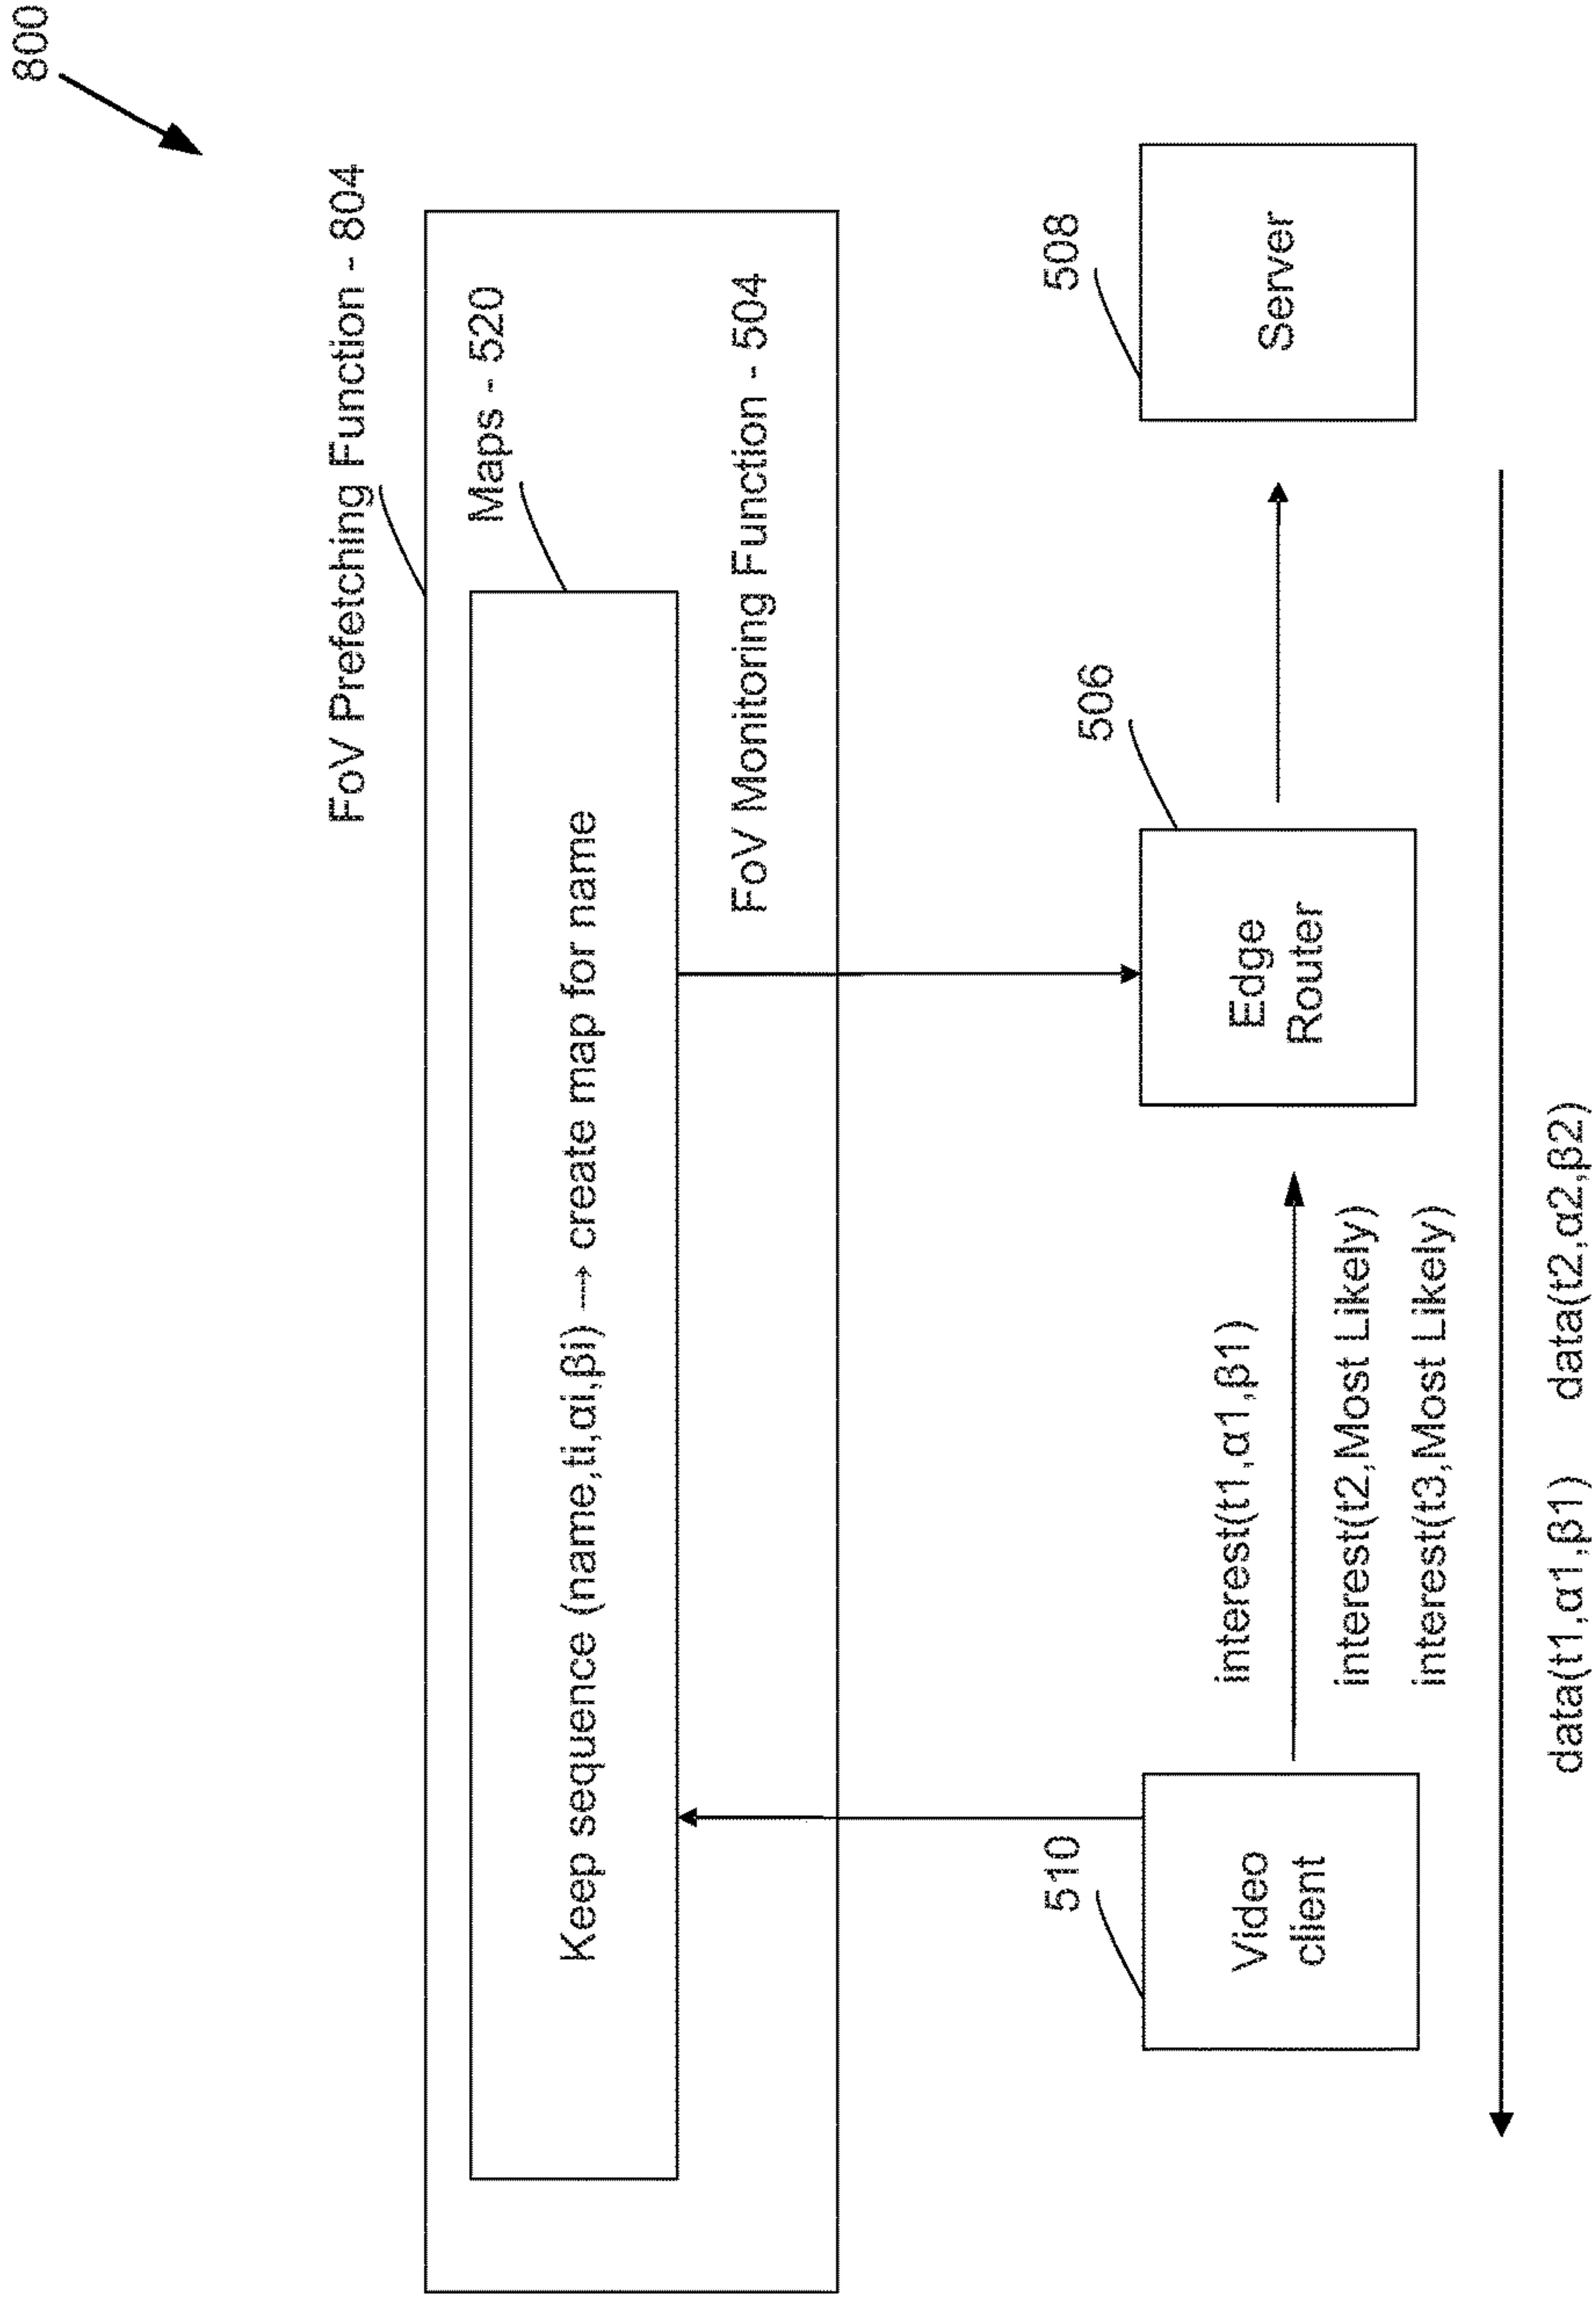 800
FoV Prefetching Function - 804
Maps - 520
Keep sequence (name,ti,αi,βi) ---> create map for name
FoV Monitoring Function - 504
510
506
508
Video
client
interest(t1,α1,β1)
interest(t2,Most Likely)
interest(t3,Most Likely)
Edge
Router
Server
data(t1,α1,β1) data(t2,α2,β2)